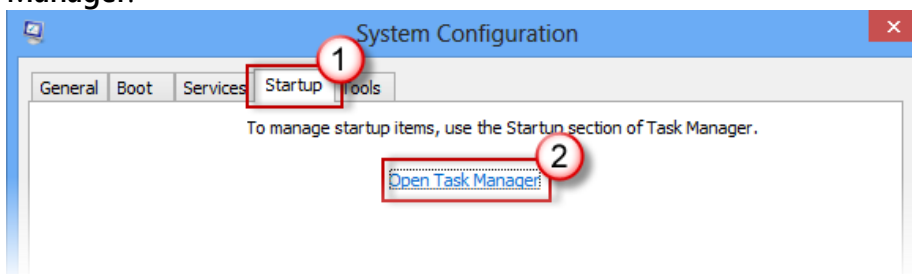 Manager.
System Configuration
1
General Boot Services Startup Tools
To manage startup items, use the Startup section of Task Manager.
2
Open Task Manager